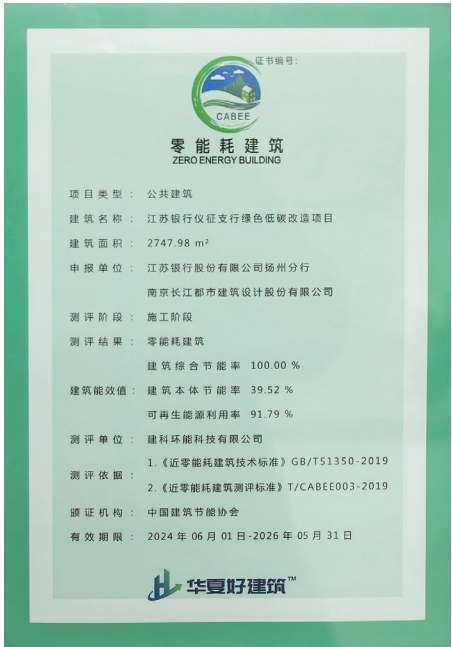 证书编号:
CABEE
零能耗建筑
ZERO ENERGY BUILDING
项目类型： 公共建筑
建筑名称： 江苏银行仪征支行绿色低碳改造项目
建筑面积： 2747.98 m²
申报单位： 江苏银行股份有限公司扬州分行
南京长江都市建筑设计股份有限公司
测评阶段： 施工阶段
测评结果： 零能耗建筑
建筑综合节能率 100.00 %
建筑能效值： 建筑本体节能率 39.52 %
可再生能源利用率 91.79 %
测评单位： 建科环能科技有限公司
1.《近零能耗建筑技术标准》GB/T51350-2019
测评依据：
2.《近零能耗建筑测评标准》T/CABEE003-2019
颁证机构： 中国建筑节能协会
有效期限： 2024 年 06 月 01 日-2026 年 05 月 31 日
华夏好建筑™